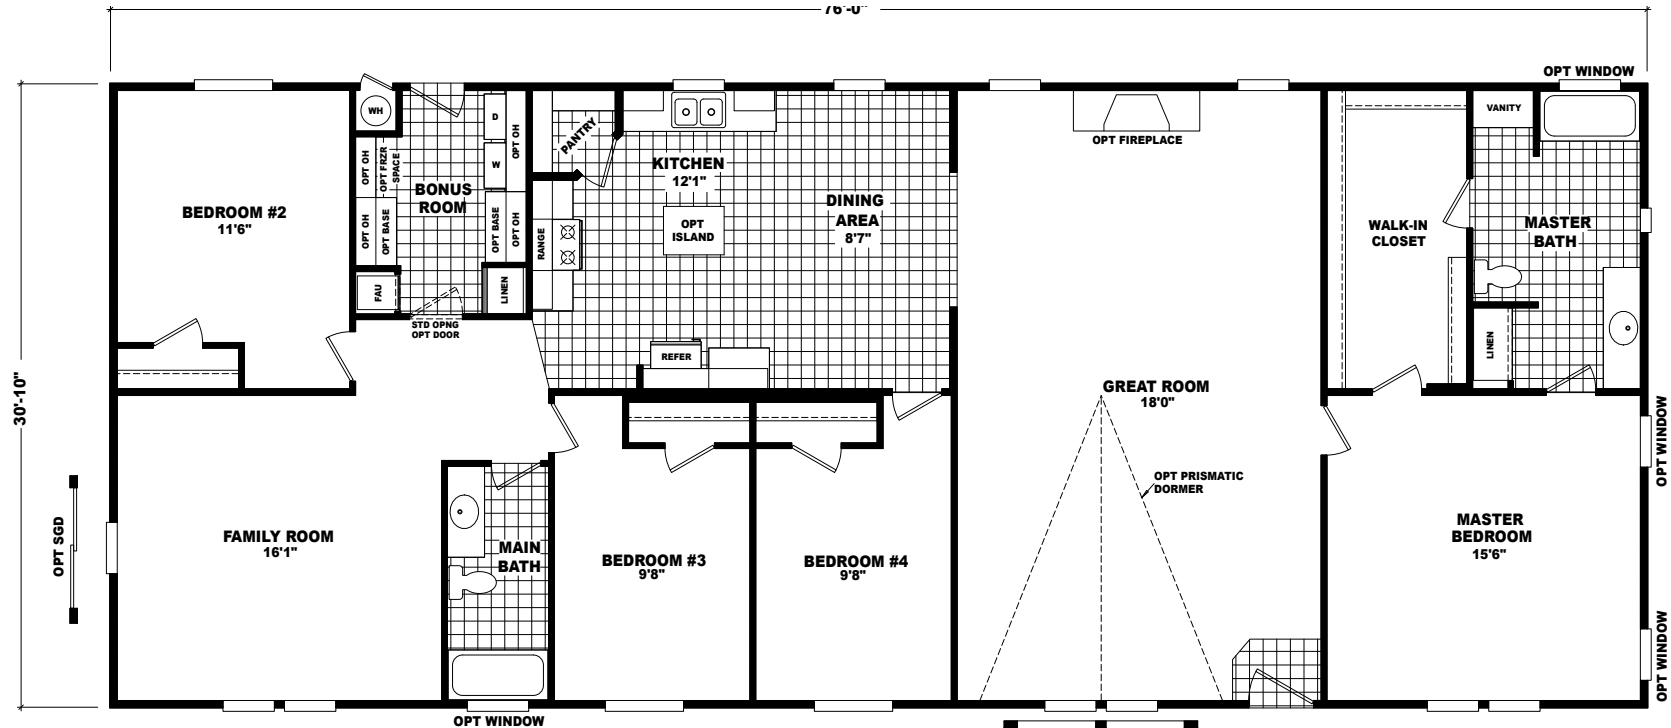 76'-0"
OPT WINDOW
WH
D
VANITY
OPT OH
PANTRY
OPT FIREPLACE
OPT OH
OPT FRZR
SPACE
W
KITCHEN
12'1"
BONUS
ROOM
BEDROOM #2
11'6"
DINING
AREA
8'7"
OPT
ISLAND
OPT OH
OPT BASE
OPT BASE
OPT OH
RANGE
WALK-IN
CLOSET
MASTER
BATH
FAU
LINEN
STD OPNG
OPT DOOR
REFER
LINEN
30'-10"
GREAT ROOM
18'0"
OPT WINDOW
OPT PRISMATIC
DORMER
OPT SGD
FAMILY ROOM
16'1"
MAIN
BATH
BEDROOM #3
9'8"
BEDROOM #4
9'8"
MASTER
BEDROOM
15'6"
OPT WINDOW
OPT WINDOW